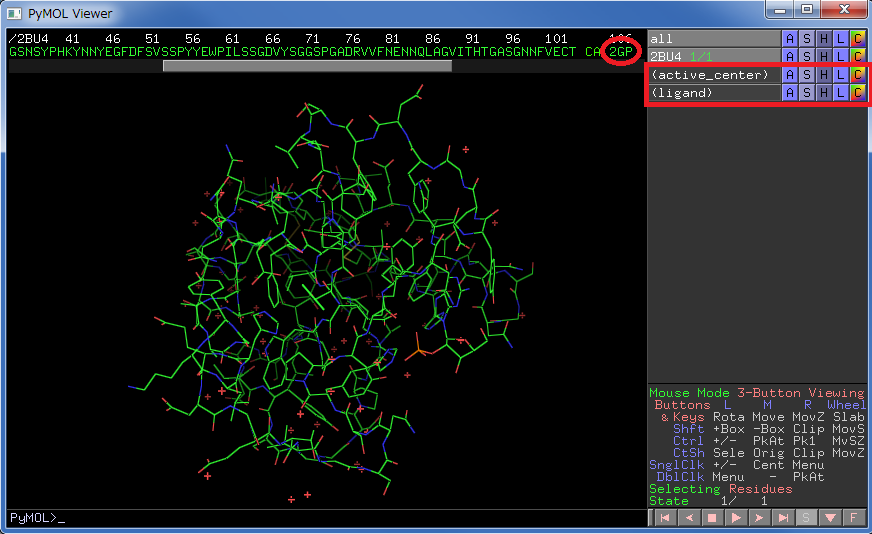 PyMOL Viewer
/2BU4 41 46 51 56 61 66 71 76 81 86 91 96 101 106
GSNSYPHKYNNYEGFDFSVSSPYYEWPILSSGDVYSGGSPGADRVVFNENNQLAGVITHTGASGNNFVECT CA 2GP
all A S H L C
2BU4 1/1 A S H L C
(active_center) A S H L C
(ligand) A S H L C
Mouse Mode 3-Button Viewing
Buttons L M R Wheel
& Keys Rota Move MovZ Slab
Shft +Box -Box Clip MovS
Ctrl +/- PkAt Pk1 MvSZ
CtSh Sele Orig Clip MovZ
SnglClk +/- Cent Menu
DblClk Menu - PkAt
Selecting Residues
State 1/ 1
PyMOL>_
S F